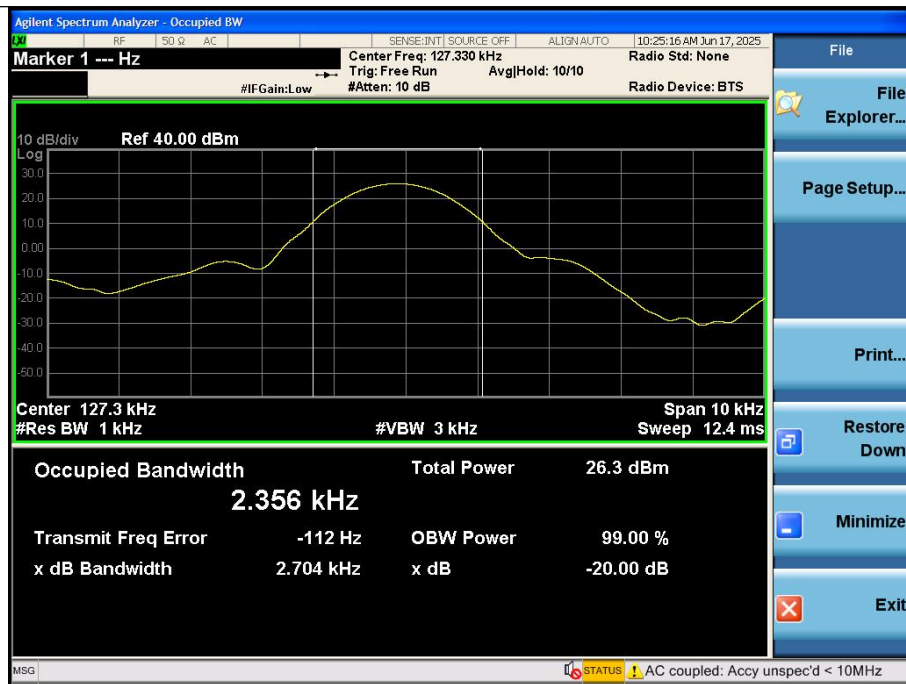 Agilent Spectrum Analyzer - Occupied BW
LXI RF 50 Ω AC SENSE:INT SOURCE OFF ALIGN AUTO 10:25:16 AM Jun 17, 2025
Marker 1 --- Hz
Center Freq: 127.330 kHz
Radio Std: None
Trig: Free Run Avg|Hold: 10/10
#IFGain:Low #Atten: 10 dB Radio Device: BTS
10 dB/div Ref 40.00 dBm
Log
30.0
20.0
10.0
0.00
-10.0
-20.0
-30.0
-40.0
-50.0
Center 127.3 kHz Span 10 kHz
#Res BW 1 kHz #VBW 3 kHz Sweep 12.4 ms
Occupied Bandwidth Total Power 26.3 dBm
2.356 kHz
Transmit Freq Error -112 Hz OBW Power 99.00 %
x dB Bandwidth 2.704 kHz x dB -20.00 dB
File
File
Explorer...
Page Setup...
Print...
Restore
Down
Minimize
Exit
MSG STATUS AC coupled: Accy unspec'd < 10MHz